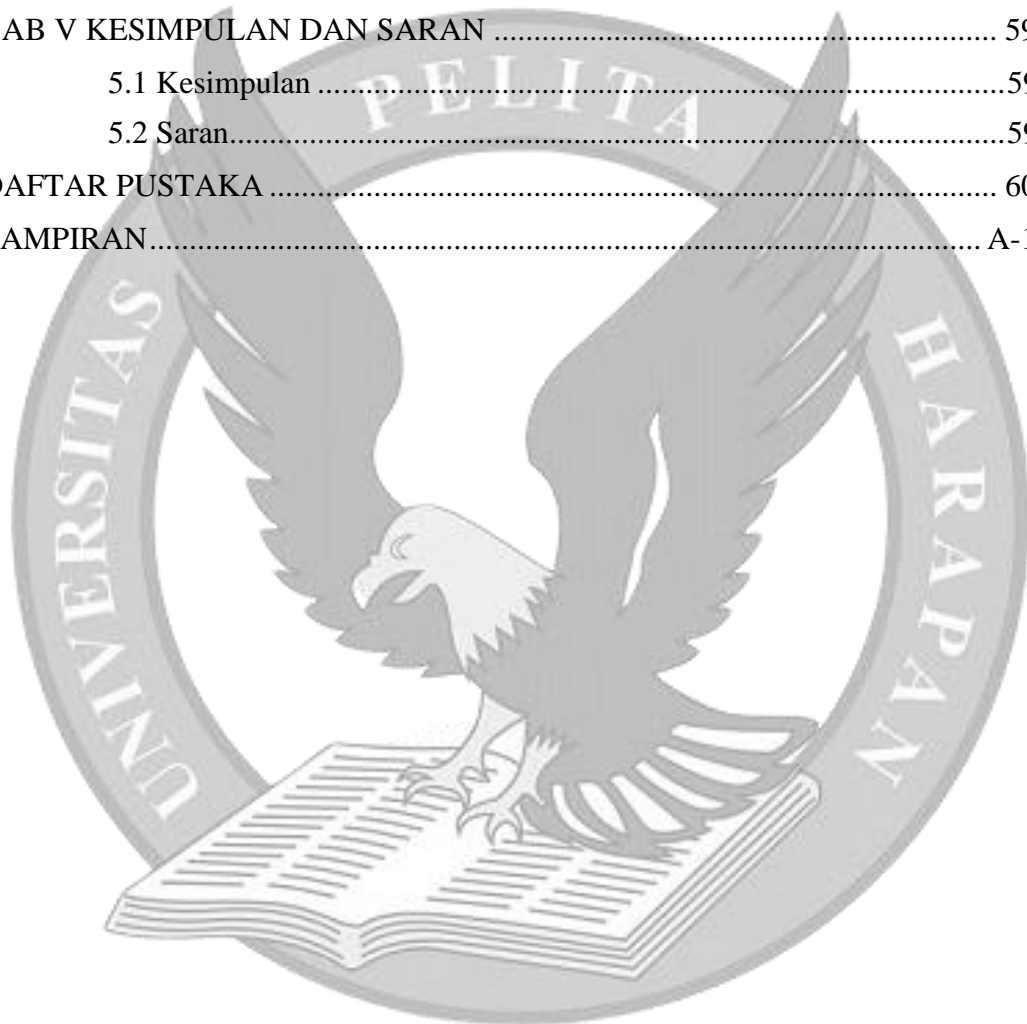 AB V KESIMPULAN DAN SARAN ................................................................ 59
5.1 Kesimpulan ........................................................................................59
5.2 Saran...................................................................................................59
DAFTAR PUSTAKA ............................................................................................. 60
AMPIRAN......................................................................................................... A-1
UNIVERSITAS PELITA HARAPAN